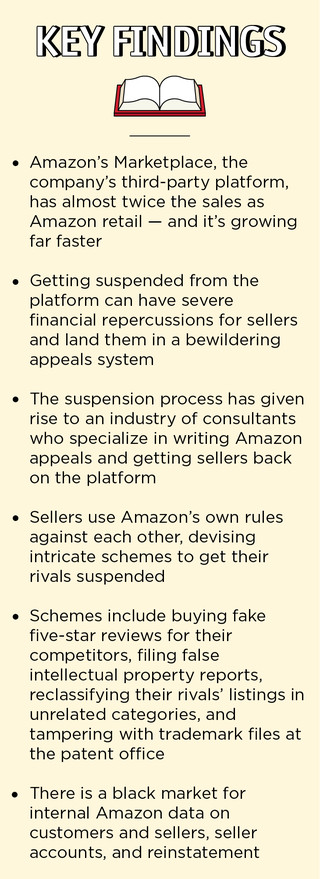 KEY FINDINGS
• Amazon’s Marketplace, the
company’s third-party platform,
has almost twice the sales as
Amazon retail — and it’s growing
far faster
• Getting suspended from the
platform can have severe
financial repercussions for sellers
and land them in a bewildering
appeals system
• The suspension process has given
rise to an industry of consultants
who specialize in writing Amazon
appeals and getting sellers back
on the platform
• Sellers use Amazon’s own rules
against each other, devising
intricate schemes to get their
rivals suspended
• Schemes include buying fake
five-star reviews for their
competitors, filing false
intellectual property reports,
reclassifying their rivals’ listings in
unrelated categories, and
tampering with trademark files at
the patent office
• There is a black market for
internal Amazon data on
customers and sellers, seller
accounts, and reinstatement